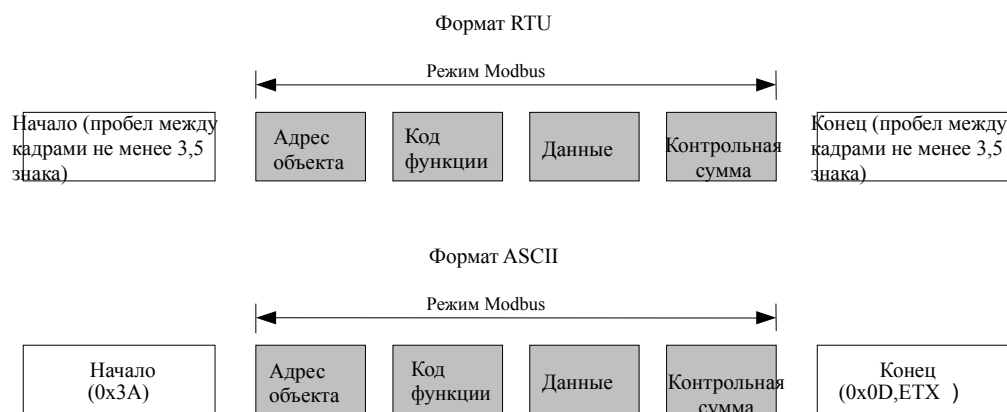 Формат RTU
Режим Modbus
Начало (пробел между
кадрами не менее 3,5
знака)
Адрес
объекта
Код
функции
Данные
Контрольная
сумма
Конец (пробел между
кадрами не менее 3,5
знака)
Формат ASCII
Режим Modbus
Начало
(0x3A)
Адрес
объекта
Код
функции
Данные
Контрольная
сумма
Конец
(0x0D,ETX )